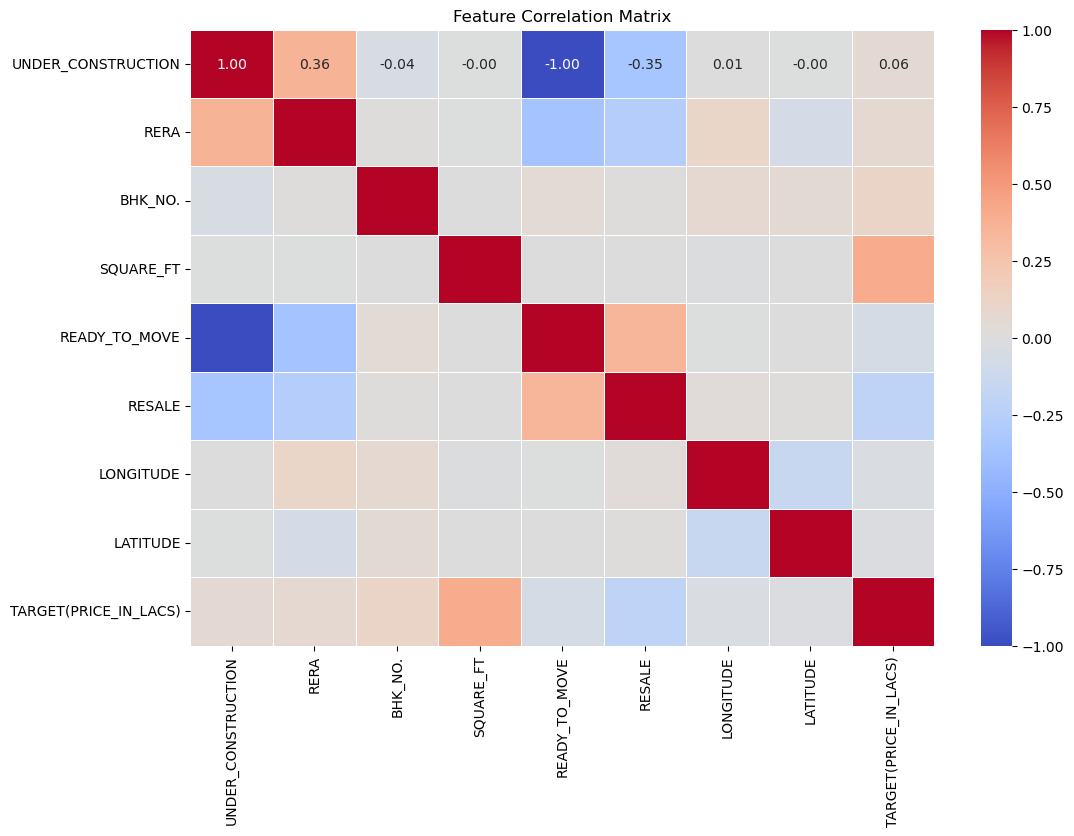 Feature Correlation Matrix
UNDER_CONSTRUCTION 1.00 0.36 -0.04 -0.00 -1.00 -0.35 0.01 -0.00 0.06
RERA
BHK_NO.
SQUARE_FT
READY_TO_MOVE
RESALE
LONGITUDE
LATITUDE
TARGET(PRICE_IN_LACS)
UNDER_CONSTRUCTION
RERA
BHK_NO.
SQUARE_FT
READY_TO_MOVE
RESALE
LONGITUDE
LATITUDE
TARGET(PRICE_IN_LACS)
1.00
0.75
0.50
0.25
0.00
−0.25
−0.50
−0.75
−1.00